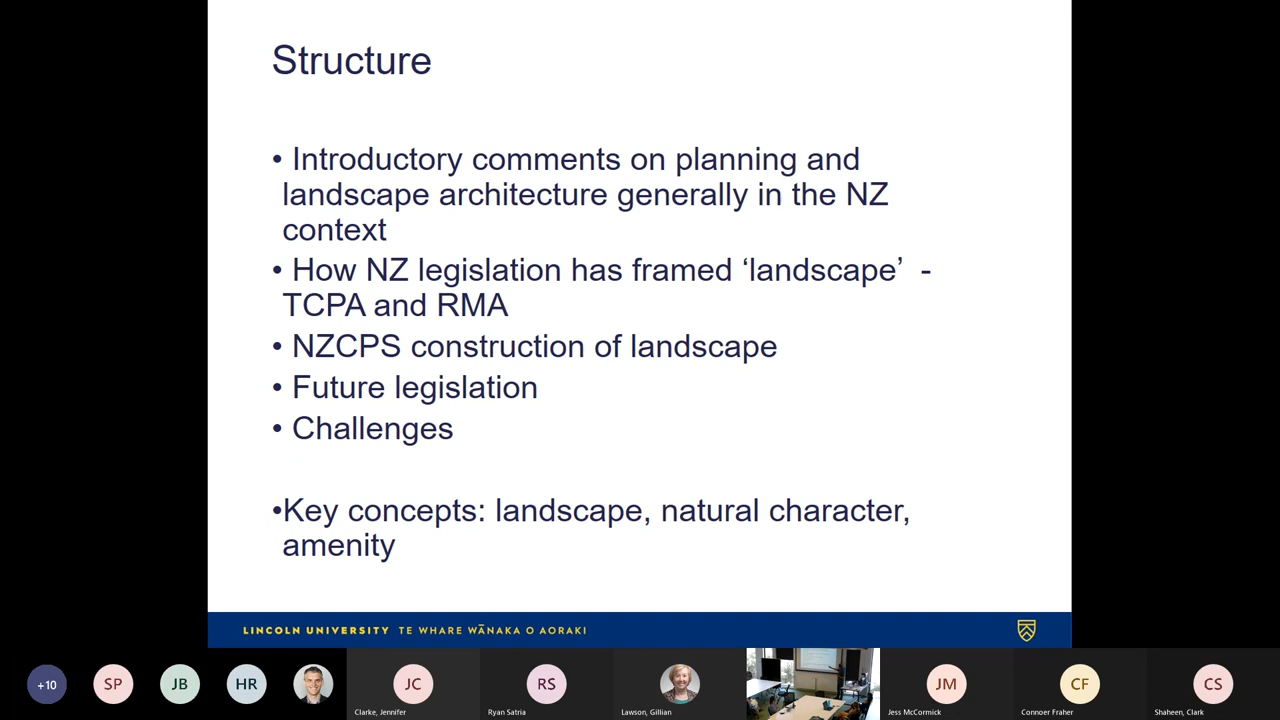 Structure
• Introductory comments on planning and
landscape architecture generally in the NZ
context
• How NZ legislation has framed ‘landscape’ -
TCPA and RMA
• NZCPS construction of landscape
• Future legislation
• Challenges
•Key concepts: landscape, natural character,
amenity
LINCOLN UNIVERSITY TE WHARE WĀNAKA O AORAKI
+10 SP JB HR JC RS JM CF CS
Clarke, Jennifer Ryan Satria Lawson, Gillian Jess McCormick Connoer Fraher Shaheen, Clark